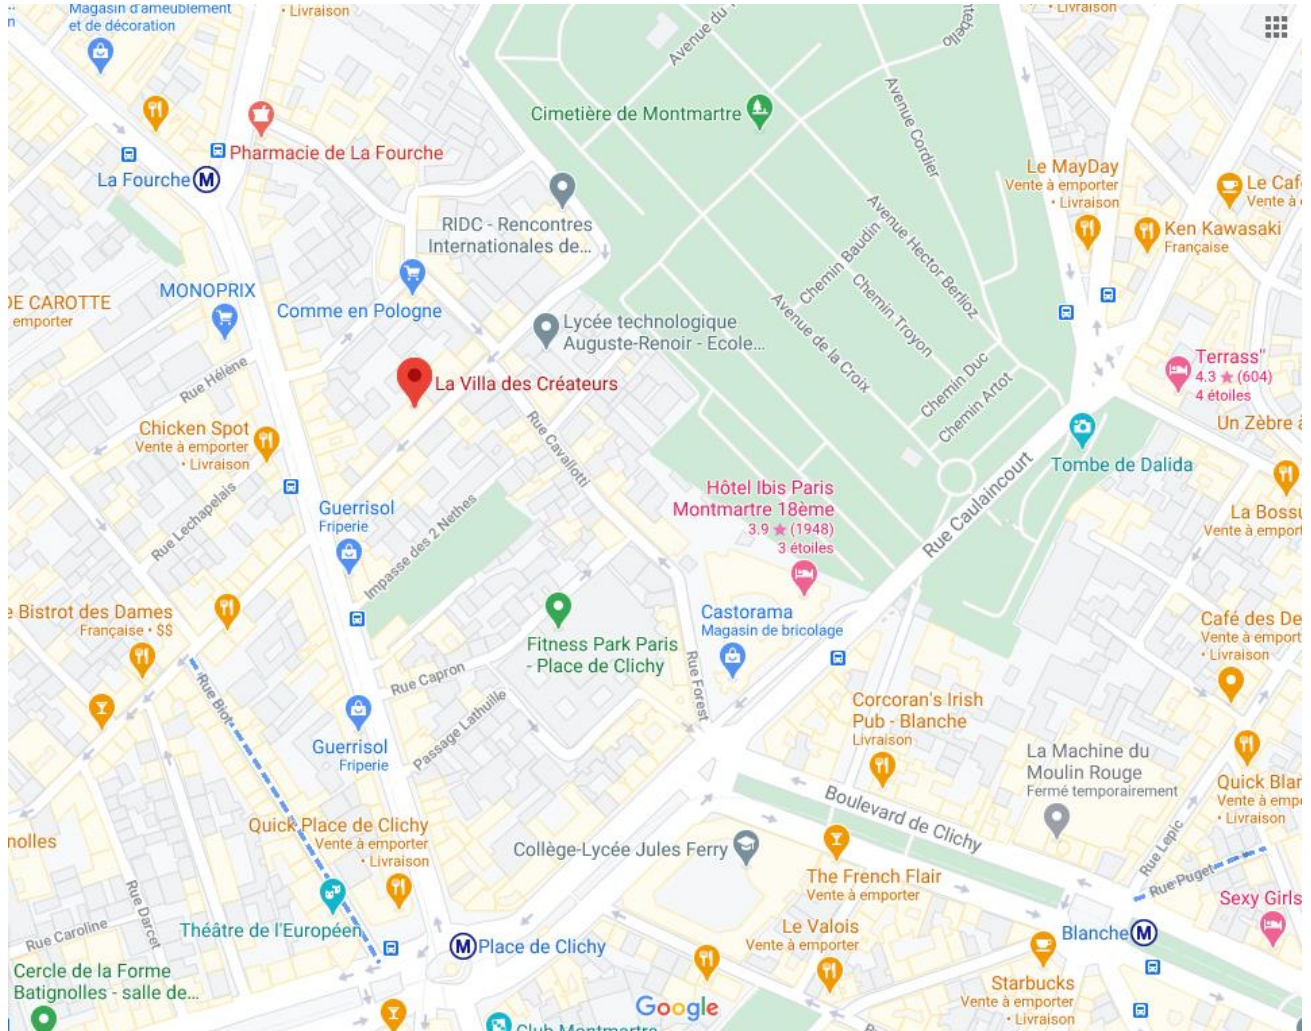 Magasin d'ameublement
et de décoration
• Livraison
Avenue du
• Livraison
Cimetière de Montmartre
Avenue Cordier
Pharmacie de La Fourche
La Fourche
M
Le MayDay
Vente à emporter
• Livraison
Le Caf
Vente à
RIDC - Rencontres
Internationales de...
Avenue Hector Berlioz
Chemin Baudin
Ken Kawasaki
Française
DE CAROTTE
emporter
MONOPRIX
Comme en Pologne
Chemin Troyon
Avenue de la Croix
Lycée technologique
Auguste-Renoir - Ecole...
Terrass"
4.3 ★ (604)
4 étoiles
Rue Hélène
La Villa des Créateurs
Chemin Duc
Chemin Artot
Chicken Spot
Vente à emporter
• Livraison
Rue Cavallotti
Un Zèbre à
Tombe de Dalida
Hôtel Ibis Paris
Montmartre 18ème
3.9 ★ (1948)
3 étoiles
Rue Caulaincourt
Guerrisol
Friperie
Rue Lechapelais
Impasse des 2 Nethes
La Bossu
Vente à emport
e Bistrot des Dames
Française • $$
Castorama
Magasin de bricolage
Café des De
Vente à emport
• Livraison
Fitness Park Paris
- Place de Clichy
Rue Forest
Rue Capron
Rue Biot
Passage Lathuille
Corcoran's Irish
Pub - Blanche
Livraison
Guerrisol
Friperie
La Machine du
Moulin Rouge
Fermé temporairement
Quick Blan
Vente à emp
• Livraison
Boulevard de Clichy
Rue Lepic
nolles
Quick Place de Clichy
Vente à emporter
• Livraison
Collège-Lycée Jules Ferry
The French Flair
Vente à emporter
Rue Puget
Sexy Girls
Rue Darcet
Rue Caroline
Théâtre de l'Européen
M
Place de Clichy
Le Valois
Vente à emporter
Blanche
M
Cercle de la Forme
Batignolles - salle de...
Starbucks
Vente à emporter
• Livraison
Google
Club Montmartre